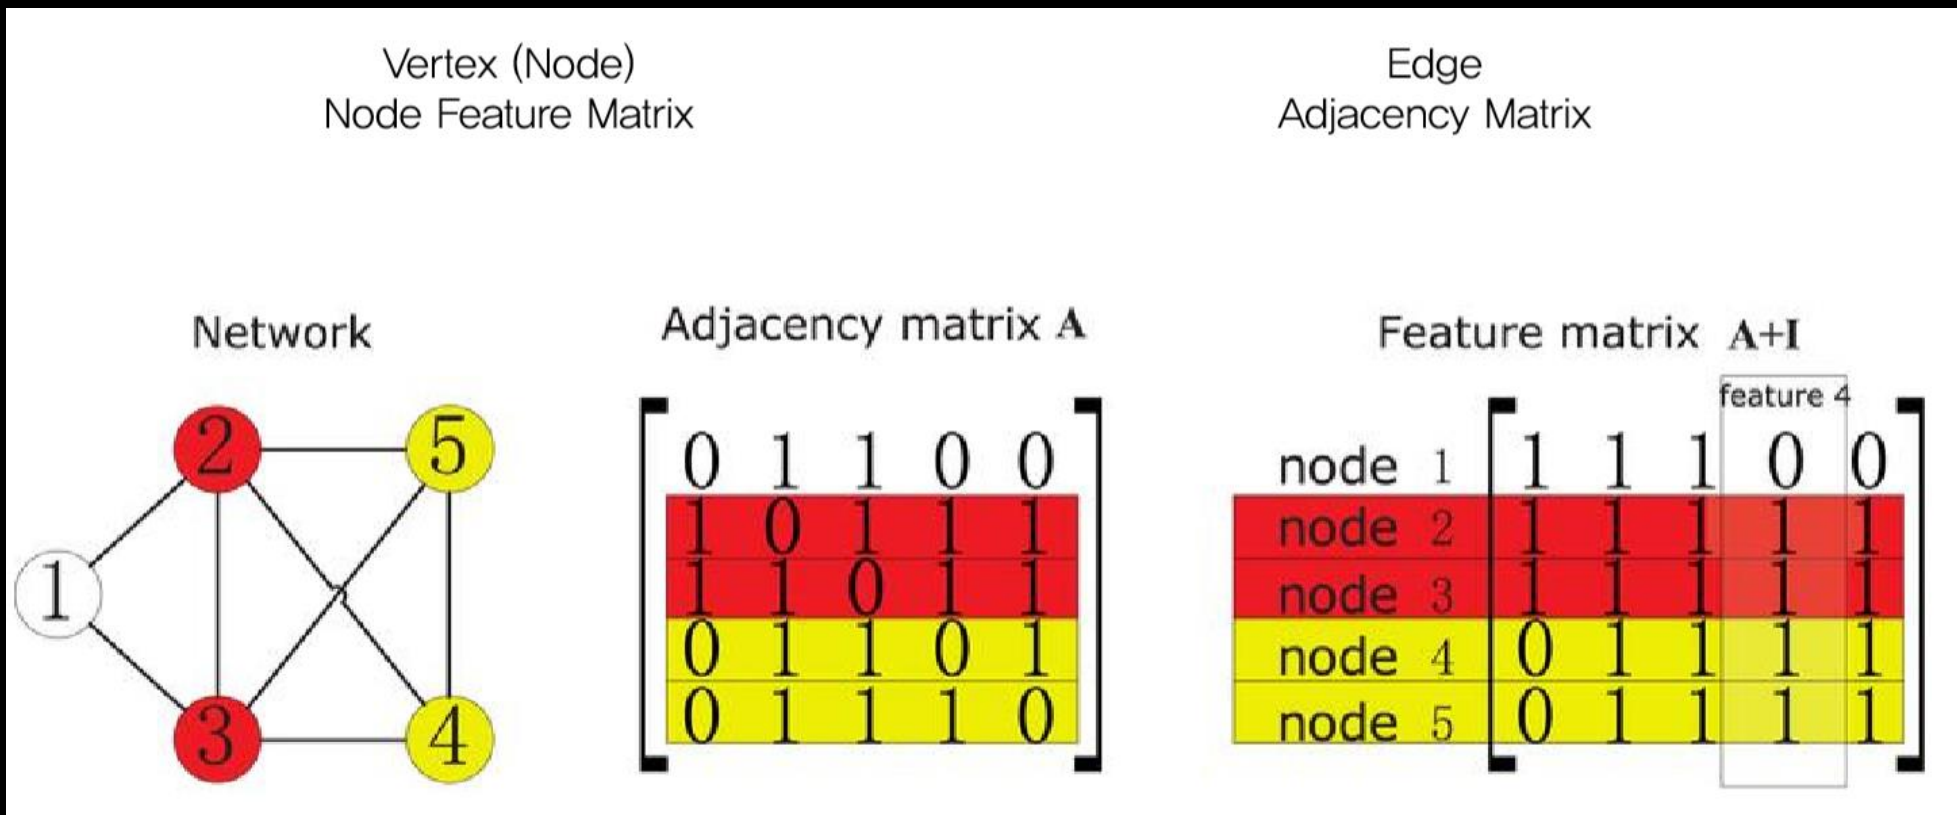 Vertex (Node)
Node Feature Matrix
Edge
Adjacency Matrix
Network
2
5
1
3
4
Adjacency matrix A
0 1 1 0 0
1 0 1 1 1
1 1 0 1 1
0 1 1 0 1
0 1 1 1 0
Feature matrix A+I
feature 4
node 1 1 1 1 0 0
node 2 1 1 1 1 1
node 3 1 1 1 1 1
node 4 0 1 1 1 1
node 5 0 1 1 1 1